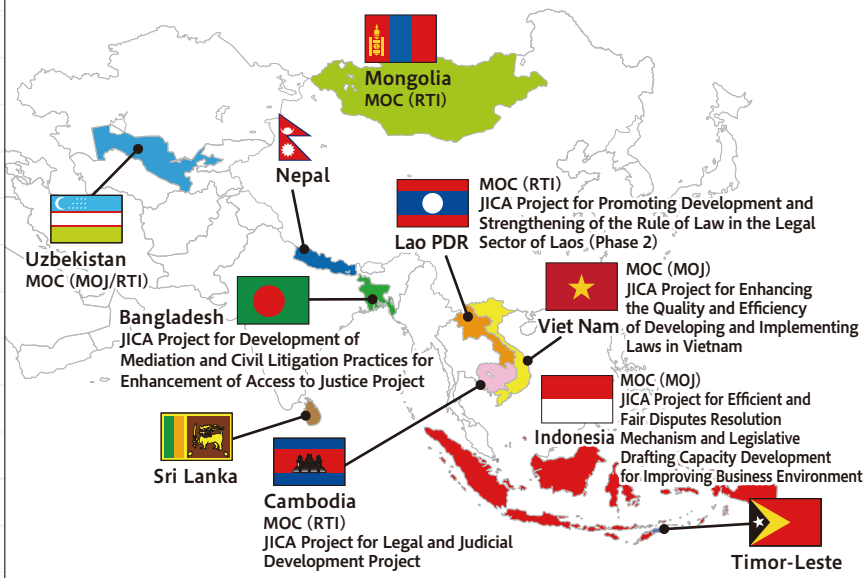 Mongolia
MOC (RTI)
Nepal
Uzbekistan
MOC (MOJ/RTI)
MOC (RTI)
JICA Project for Promoting Development and
Strengthening of the Rule of Law in the Legal
Lao PDR Sector of Laos (Phase 2)
Bangladesh
JICA Project for Development of
Mediation and Civil Litigation Practices for
Enhancement of Access to Justice Project
MOC (MOJ)
JICA Project for Enhancing
the Quality and Efficiency
Viet Nam of Developing and Implementing
Laws in Vietnam
MOC (MOJ)
JICA Project for Efficient and
Fair Disputes Resolution
Indonesia Mechanism and Legislative
Drafting Capacity Development
for Improving Business Environment
Sri Lanka
Cambodia
MOC (RTI)
JICA Project for Legal and Judicial
Development Project
Timor-Leste